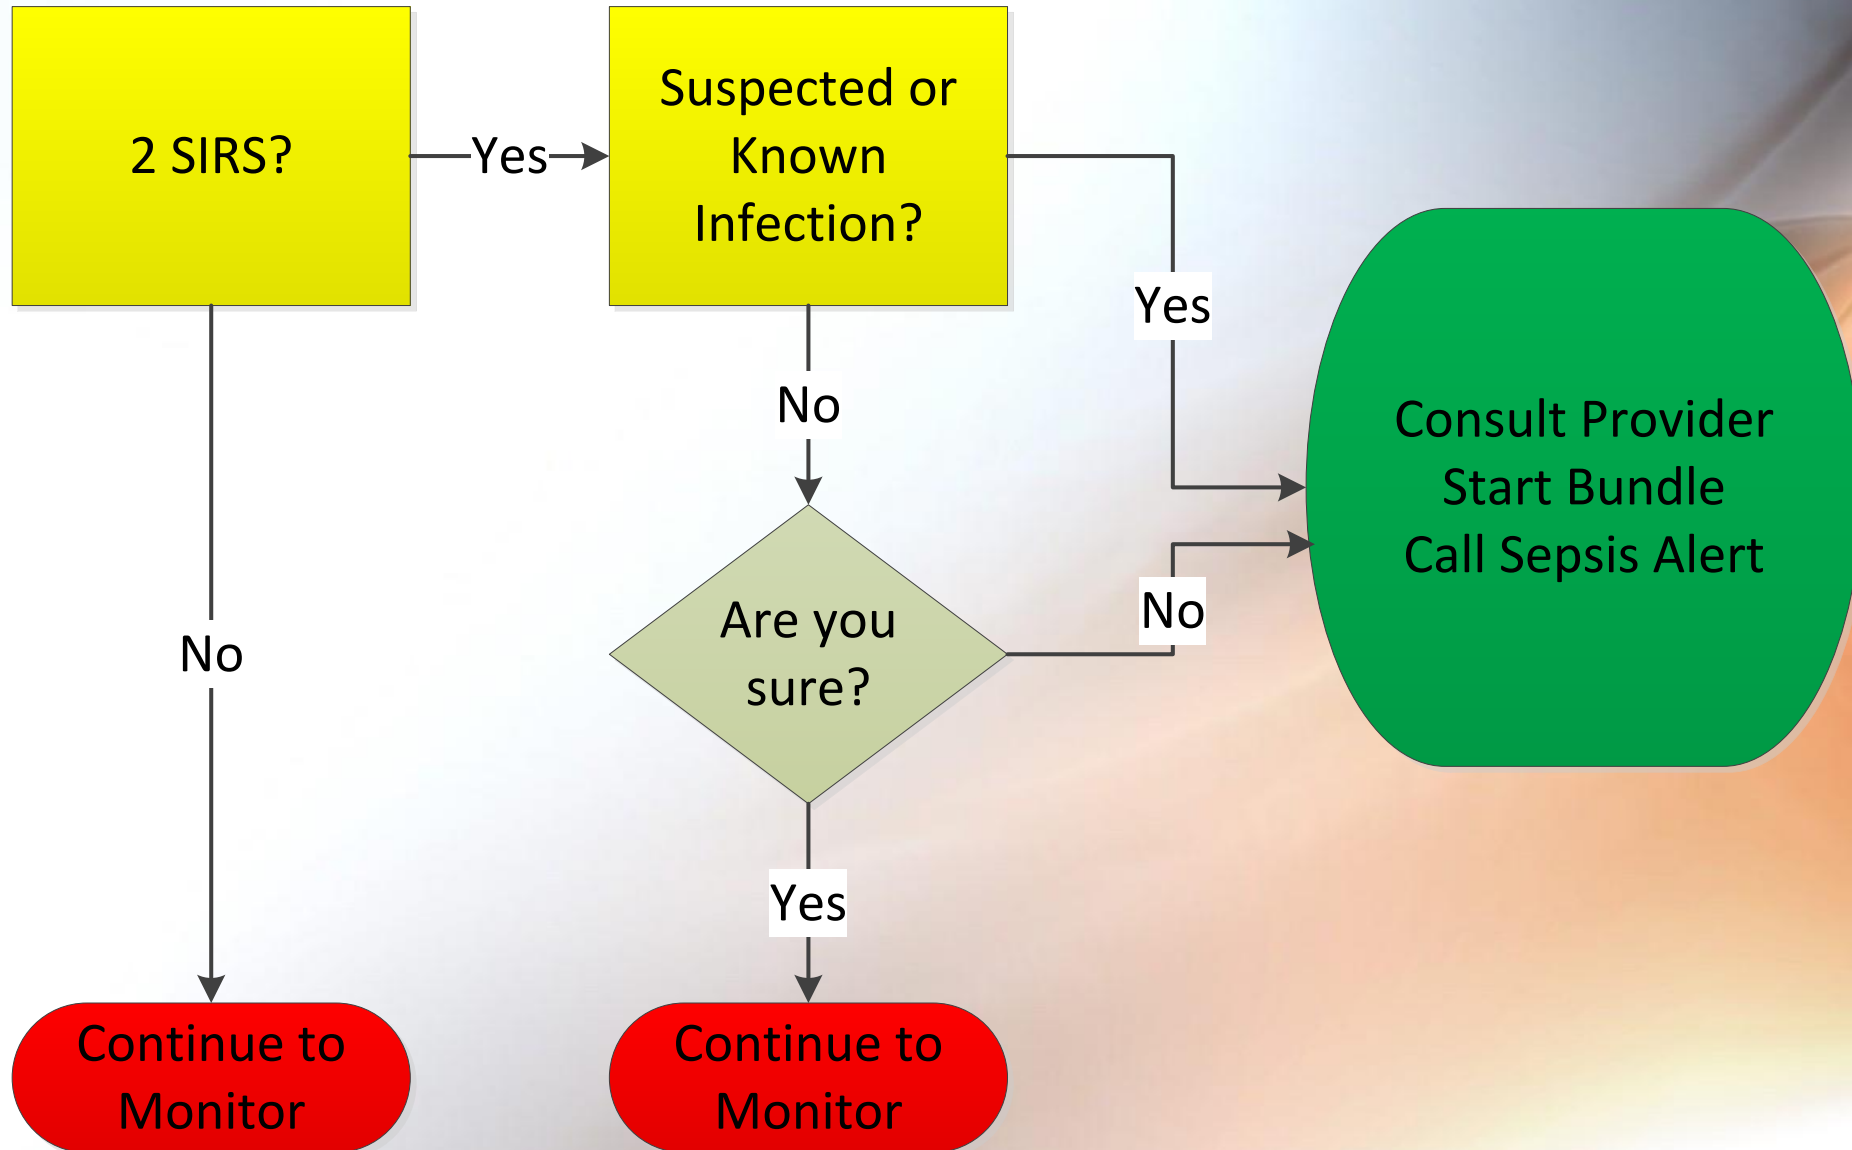 2 SIRS?
Yes
Suspected or
Known
Infection?
Yes
No
Consult Provider
Start Bundle
Call Sepsis Alert
Are you
sure?
No
No
Yes
Continue to
Monitor
Continue to
Monitor